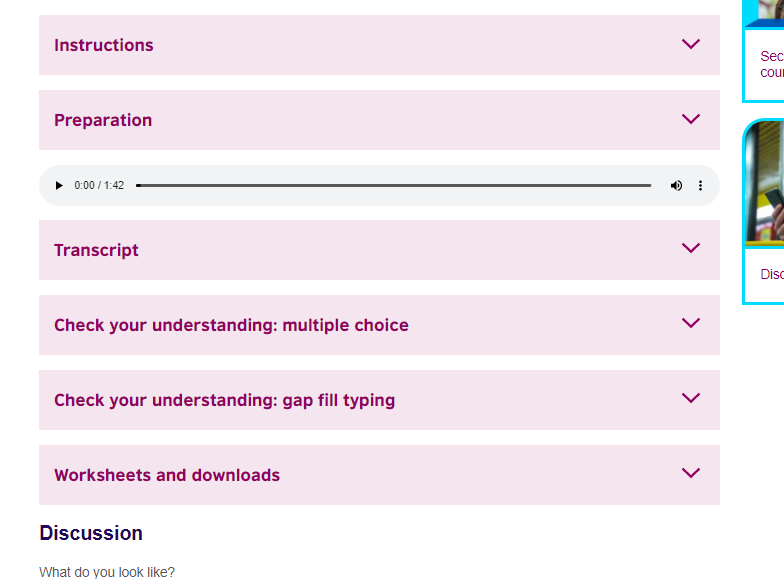 Instructions
Preparation
0:00 / 1:42
Transcript
Check your understanding: multiple choice
Check your understanding: gap fill typing
Worksheets and downloads
Discussion
What do you look like?